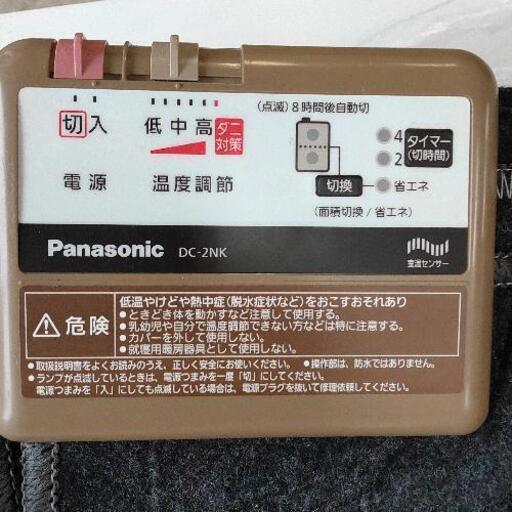 切入
低中高
ダニ対策
電源
温度調節
(点滅)8時間後自動切
4
2
タイマー
(切時間)
切換
省エネ
(面積切換/省エネ)
Panasonic DC-2NK
室温センサー
危険
低温やけどや熱中症(脱水症状など)をおこすおそれあり
●ときどき体を動かすなど注意して使用する。
●乳幼児や自分で温度調節できない方などは特に注意する。
●カバーを外して使用しない。
●就寝用暖房器具として使用しない。
●取扱説明書をよくお読みのうえ、正しく安全にお使いください。 ●操作部は、防水ではありません。
●ランプが点滅しているときは、電源つまみを一度「切」にしてください。
電源つまみを「入」にしても点滅している場合は、電源プラグを抜いて修理依頼してください。